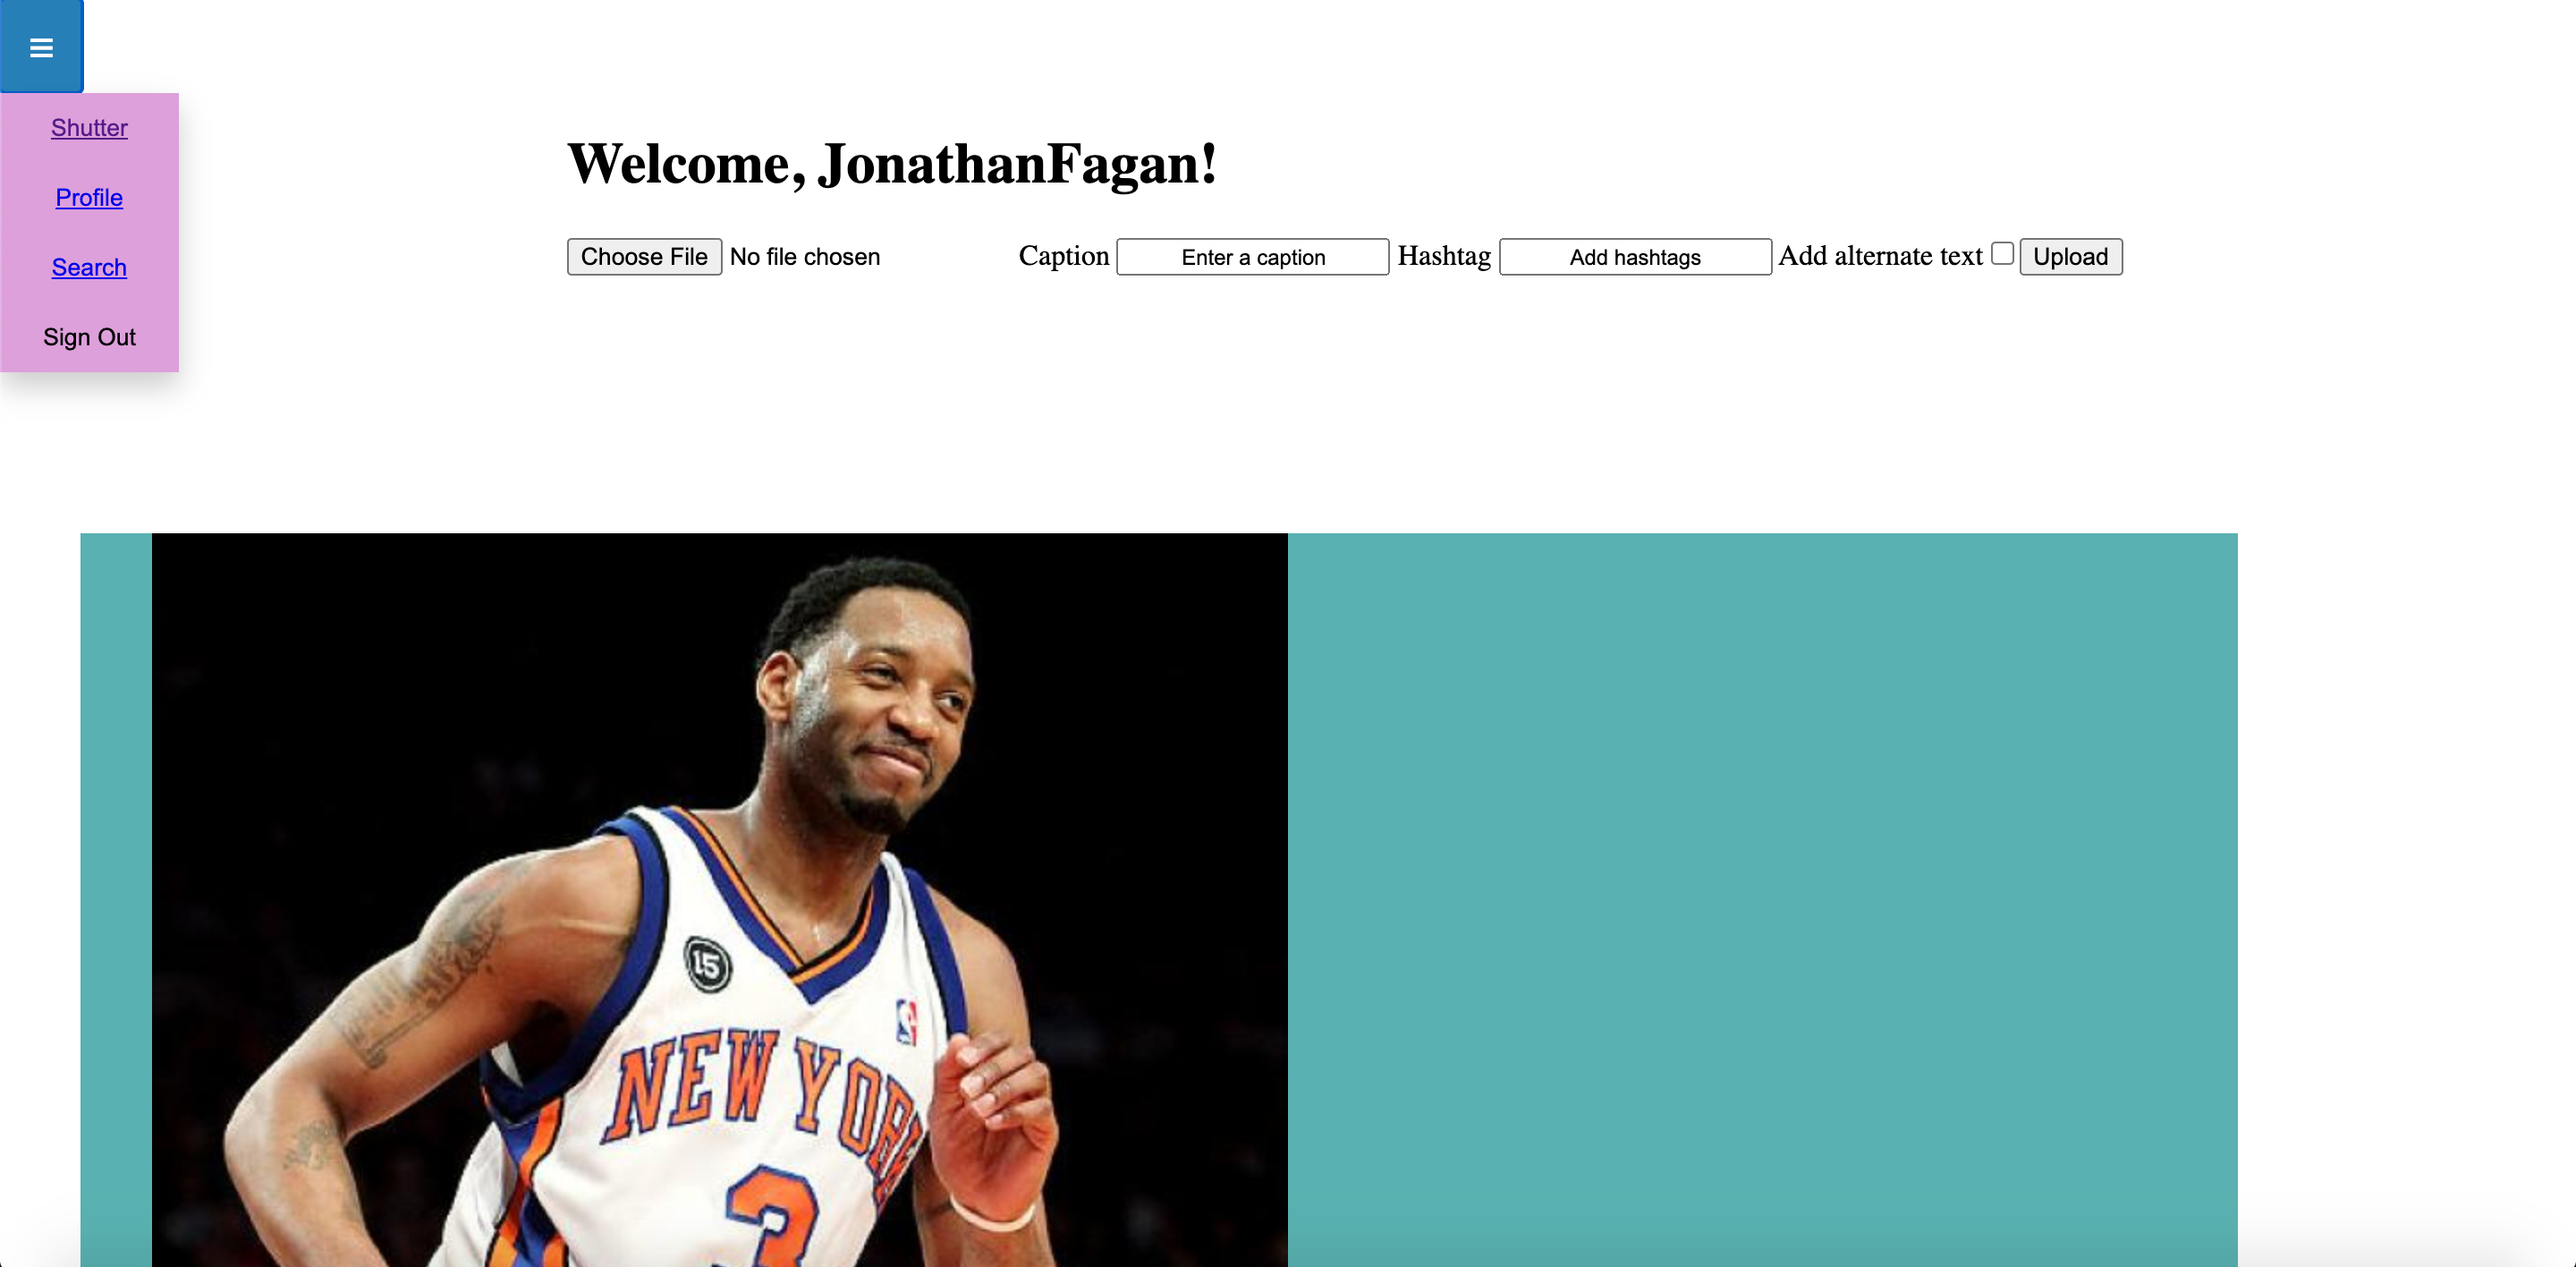 Shutter
Profile
Search
Sign Out
Welcome, JonathanFagan!
Choose File No file chosen Caption Enter a caption Hashtag Add hashtags Add alternate text Upload
15
NEW YORK
3